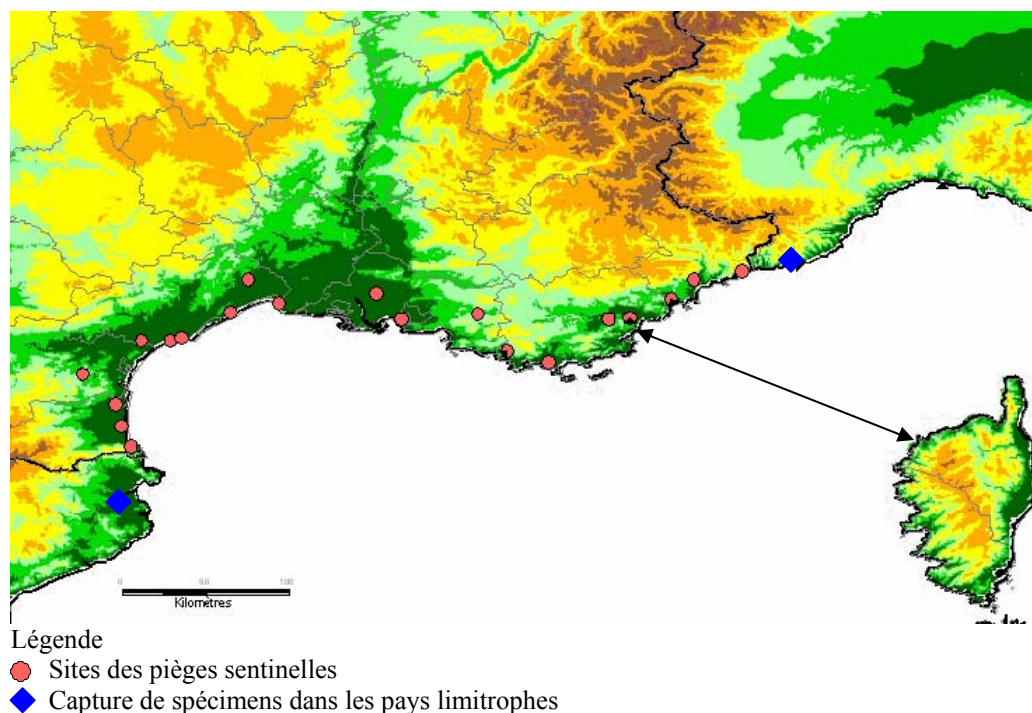 0 50 100
Kilomètres
Légende
Sites des pièges sentinelles
Capture de spécimens dans les pays limitrophes